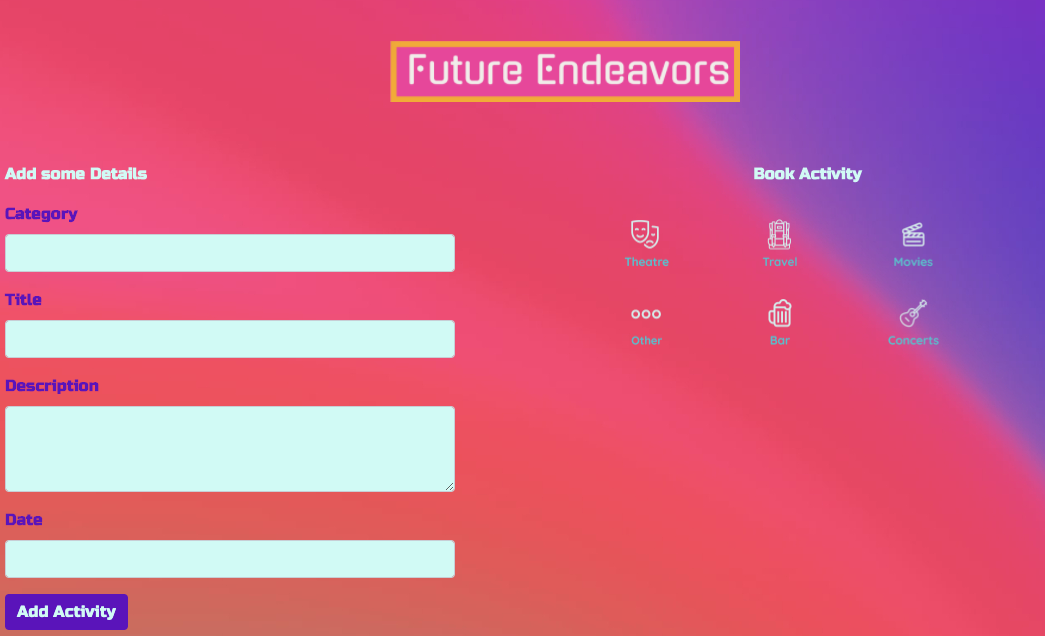 Future Endeavors
Add some Details
Category
Title
Description
Date
Add Activity
Book Activity
Theatre
Travel
Movies
Other
Bar
Concerts